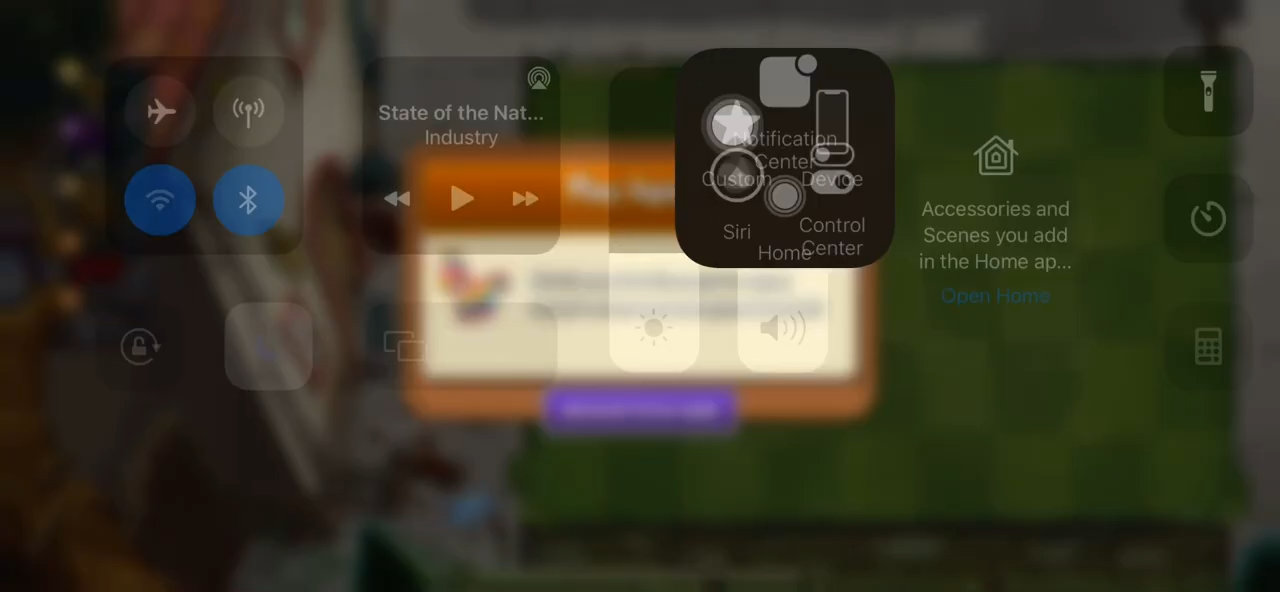 State of the Nat...
Industry
Notification
Center
Custom
Device
Siri
Control
Center
Home
Accessories and
Scenes you add
in the Home ap...
Open Home